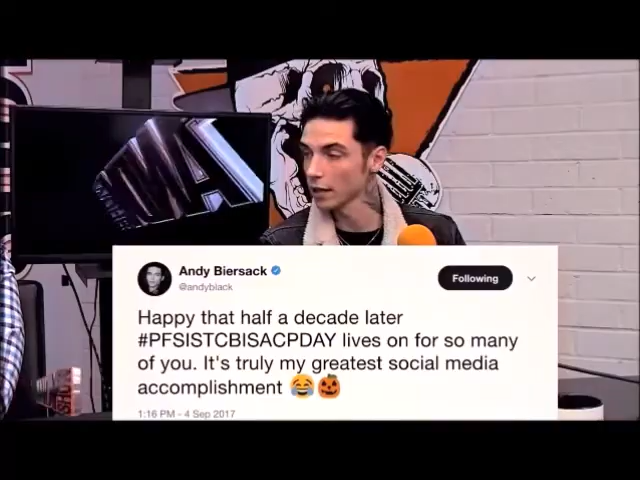 MA
Andy Biersack
@andyblack
Following
Happy that half a decade later
#PFSISTCBISACPDAY lives on for so many
of you. It's truly my greatest social media
accomplishment 😂🎃
1:16 PM - 4 Sep 2017